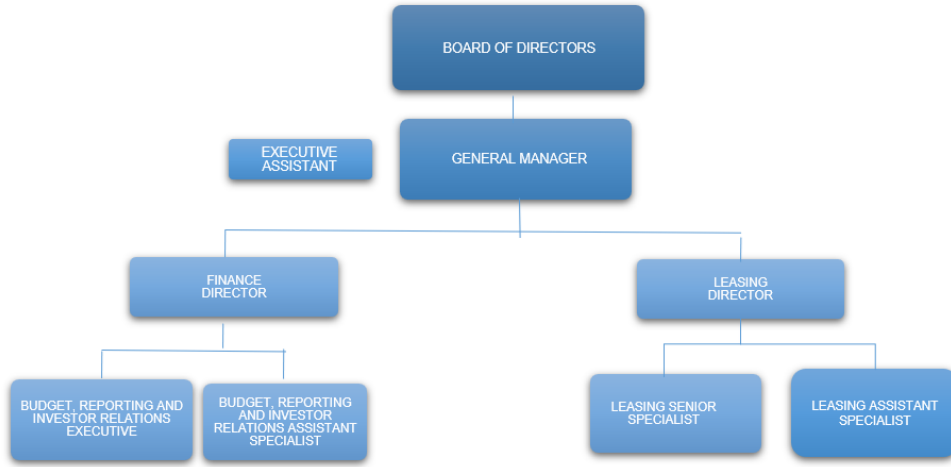 BOARD OF DIRECTORS
EXECUTIVE
ASSISTANT
GENERAL MANAGER
FINANCE
DIRECTOR
LEASING
DIRECTOR
BUDGET, REPORTING AND
INVESTOR RELATIONS
EXECUTIVE
BUDGET, REPORTING
AND INVESTOR
RELATIONS ASSISTANT
SPECIALIST
LEASING SENIOR
SPECIALIST
LEASING ASSISTANT
SPECIALIST